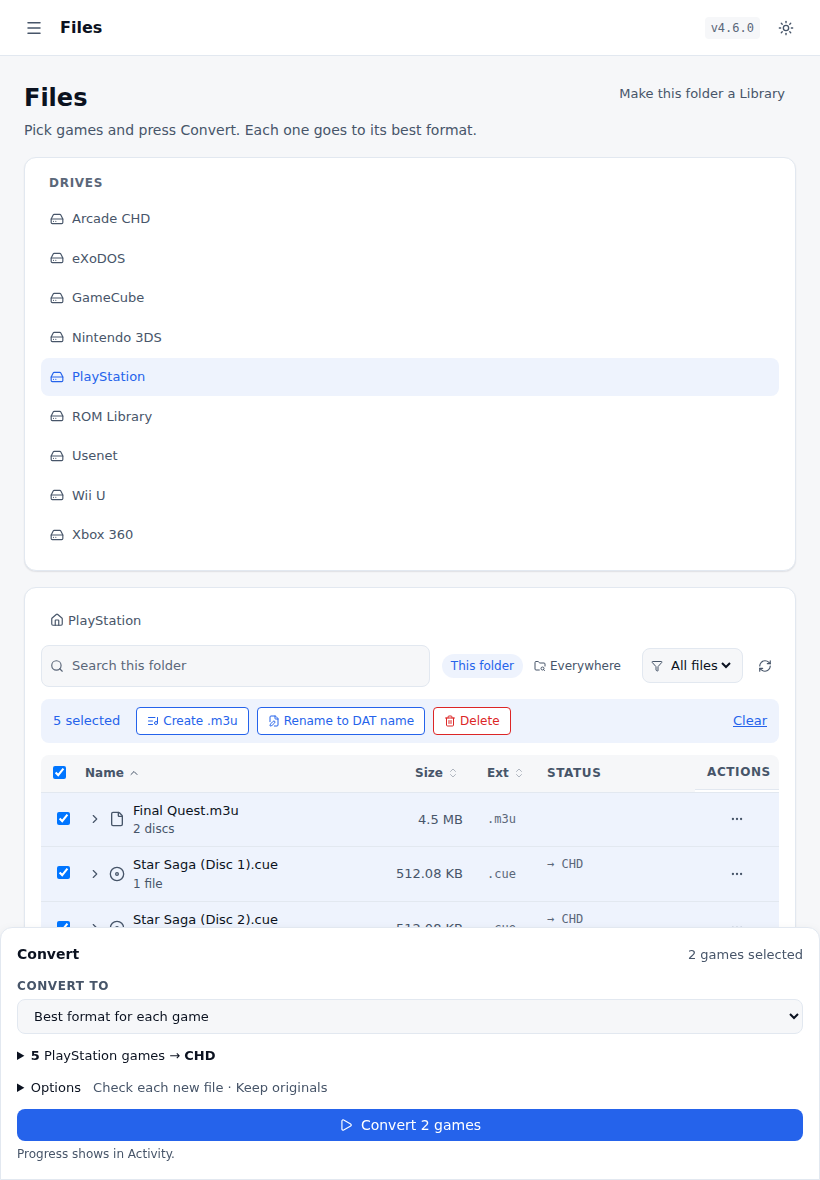 Files
v4.6.0
Files
Make this folder a Library
Pick games and press Convert. Each one goes to its best format.
DRIVES
Arcade CHD
eXoDOS
GameCube
Nintendo 3DS
PlayStation
ROM Library
Usenet
Wii U
Xbox 360
PlayStation
Search this folder
This folder
Everywhere
All files
5 selected
Create .m3u
Rename to DAT name
Delete
Clear
Name
Size
Ext
STATUS
ACTIONS
Final Quest.m3u
2 discs
4.5 MB
.m3u
Star Saga (Disc 1).cue
1 file
512.08 KB
.cue
→ CHD
Star Saga (Disc 2).cue
512.08 KB
.cue
→ CHD
Convert
2 games selected
CONVERT TO
Best format for each game
5 PlayStation games → CHD
Options Check each new file · Keep originals
Convert 2 games
Progress shows in Activity.